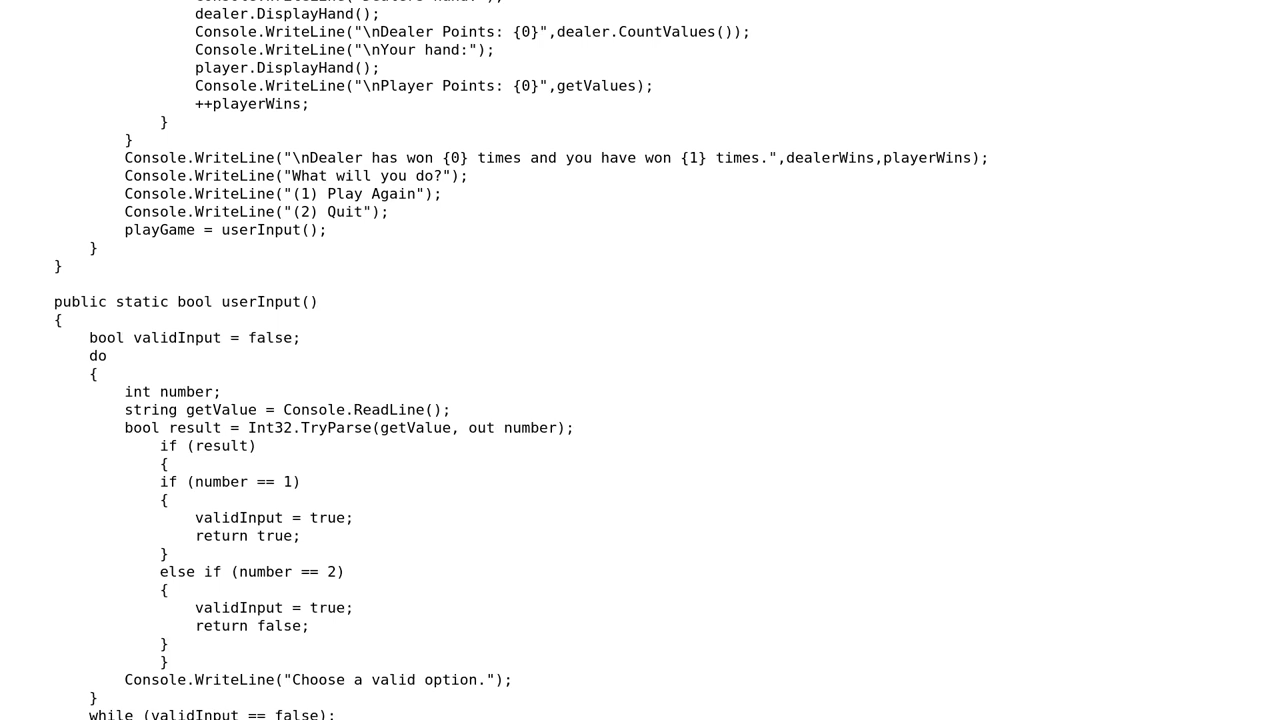 dealer.DisplayHand();
Console.WriteLine("\nDealer Points: {0}",dealer.CountValues());
Console.WriteLine("\nYour hand:");
player.DisplayHand();
Console.WriteLine("\nPlayer Points: {0}",getValues);
++playerWins;
}
}
Console.WriteLine("\nDealer has won {0} times and you have won {1} times.",dealerWins,playerWins);
Console.WriteLine("What will you do?");
Console.WriteLine("(1) Play Again");
Console.WriteLine("(2) Quit");
playGame = userInput();
}
}
public static bool userInput()
{
bool validInput = false;
do
{
int number;
string getValue = Console.ReadLine();
bool result = Int32.TryParse(getValue, out number);
if (result)
{
if (number == 1)
{
validInput = true;
return true;
}
else if (number == 2)
{
validInput = true;
return false;
}
}
Console.WriteLine("Choose a valid option.");
}
while (validInput == false);